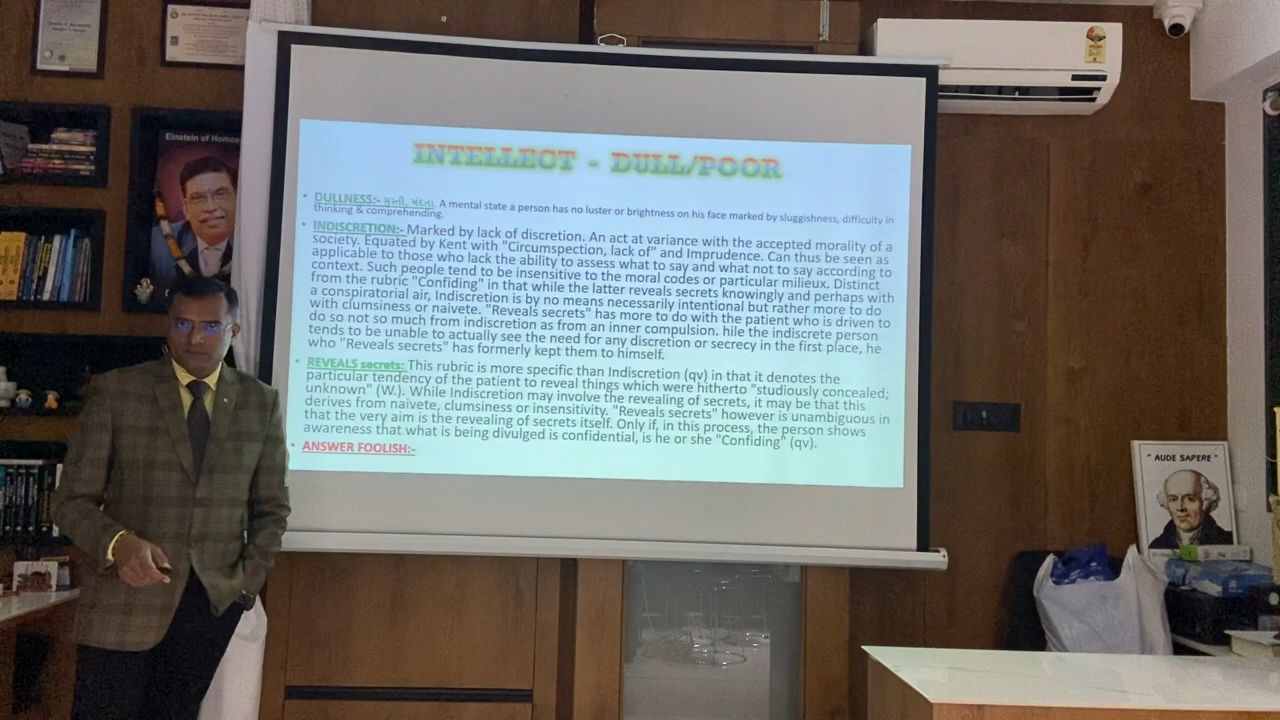 Einstein of Homoe
INTELLECT - DULL/POOR
• DULLNESS:- સુસ્તી, મંદતા. A mental state a person has no luster or brightness on his face marked by sluggishness, difficulty in
thinking & comprehending.
• INDISCRETION:- Marked by lack of discretion. An act at variance with the accepted morality of a
society. Equated by Kent with "Circumspection, lack of" and Imprudence. Can thus be seen as
applicable to those who lack the ability to assess what to say and what not to say according to
context. Such people tend to be insensitive to the moral codes or particular milieux. Distinct
from the rubric "Confiding" in that while the latter reveals secrets knowingly and perhaps with
a conspiratorial air, Indiscretion is by no means necessarily intentional but rather more to do
with clumsiness or naivete. "Reveals secrets" has more to do with the patient who is driven to
do so not so much from indiscretion as from an inner compulsion. hile the indiscrete person
tends to be unable to actually see the need for any discretion or secrecy in the first place, he
who "Reveals secrets" has formerly kept them to himself.
• REVEALS secrets: This rubric is more specific than Indiscretion (qv) in that it denotes the
particular tendency of the patient to reveal things which were hitherto "studiously concealed;
unknown" (W.). While Indiscretion may involve the revealing of secrets, it may be that this
derives from naivete, clumsiness or insensitivity. "Reveals secrets" however is unambiguous in
that the very aim is the revealing of secrets itself. Only if, in this process, the person shows
awareness that what is being divulged is confidential, is he or she "Confiding" (qv).
• ANSWER FOOLISH:-
" AUDE SAPERE "